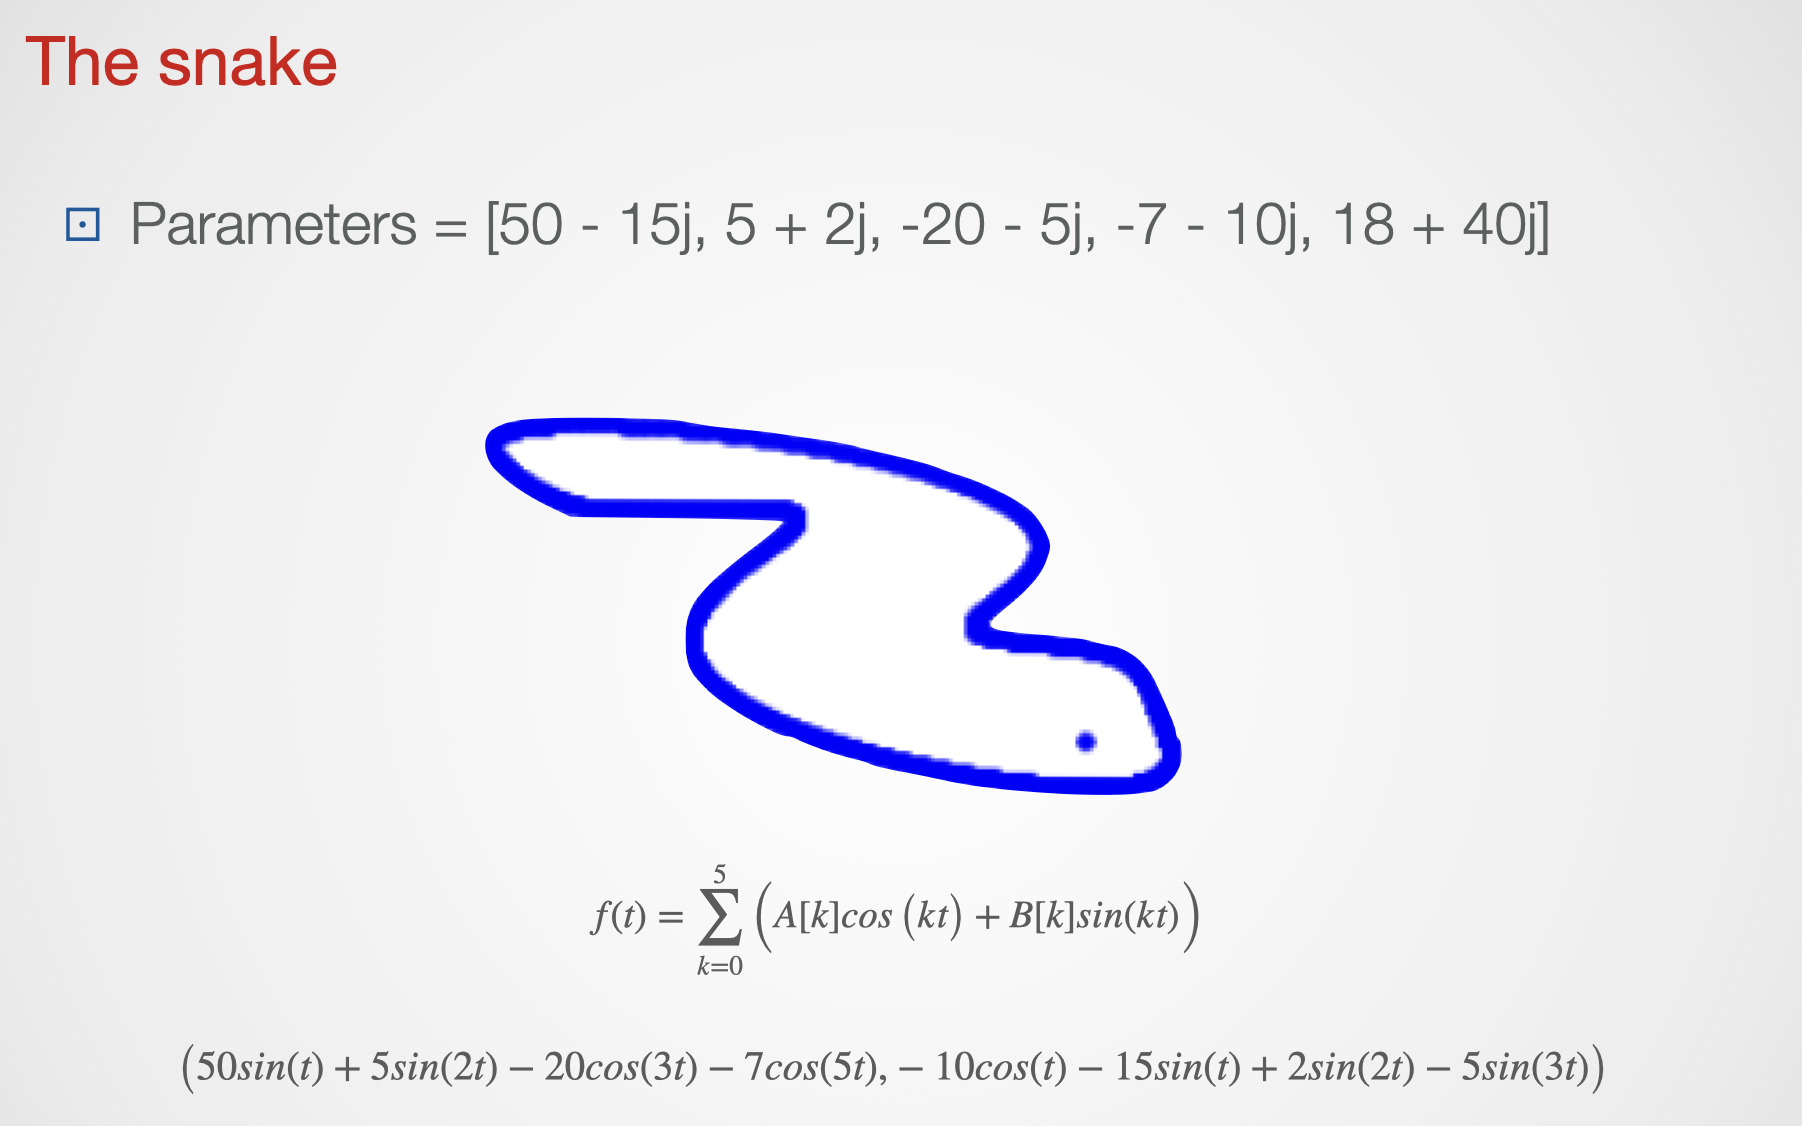 The snake
Parameters = [50 - 15j, 5 + 2j, -20 - 5j, -7 - 10j, 18 + 40j]
f(t) = ∑_{k=0}^{5} (A[k]cos (kt) + B[k]sin(kt))
(50sin(t) + 5sin(2t) − 20cos(3t) − 7cos(5t), − 10cos(t) − 15sin(t) + 2sin(2t) − 5sin(3t))